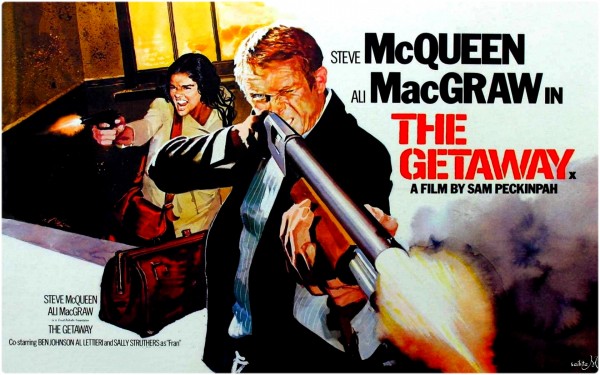 STEVE McQUEEN
ALI MacGRAW IN
THE
GETAWAY x
A FILM BY SAM PECKINPAH
STEVE McQUEEN
ALI MacGRAW
THE GETAWAY
Co-starring BEN JOHNSON AL LETTIERI and SALLY STRUTHERS as "Fran"